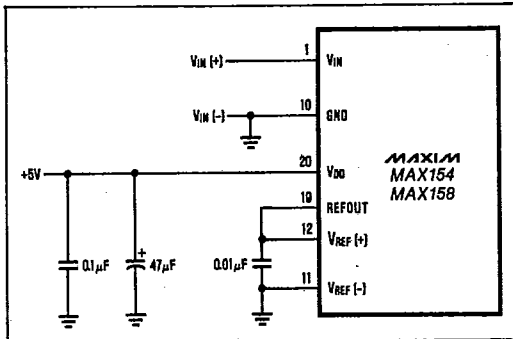 VIN (+) 1 VIN
VIN (-) 10 GND
+5V 20 VDD
19 REFOUT
12 VREF (+)
11 VREF (-)
0.1µF 47µF 0.01µF
+
MAXIM
MAX154
MAX158